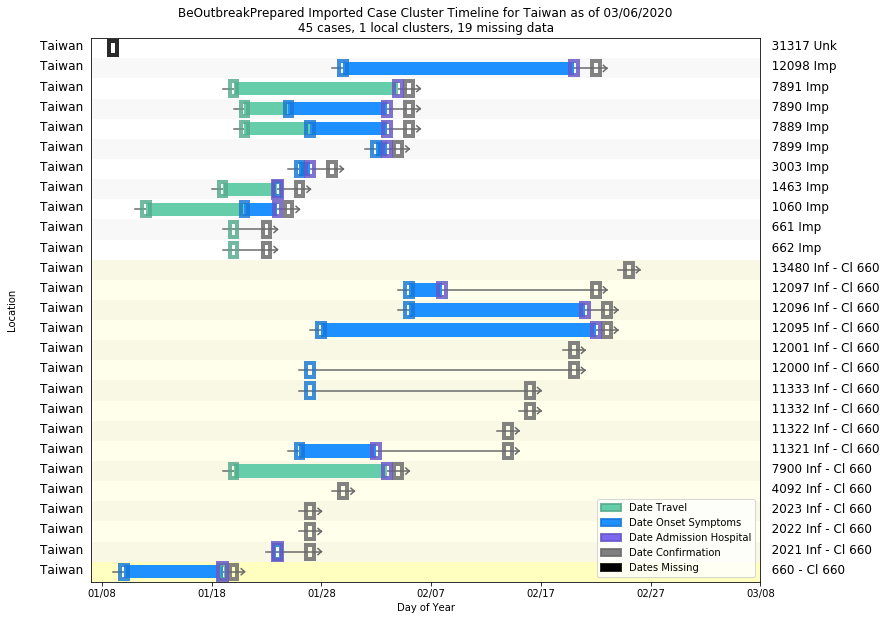 BeOutbreakPrepared Imported Case Cluster Timeline for Taiwan as of 03/06/2020
45 cases, 1 local clusters, 19 missing data
Taiwan 31317 Unk
Taiwan 12098 Imp
Taiwan 7891 Imp
Taiwan 7890 Imp
Taiwan 7889 Imp
Taiwan 7899 Imp
Taiwan 3003 Imp
Taiwan 1463 Imp
Taiwan 1060 Imp
Taiwan 661 Imp
Taiwan 662 Imp
Taiwan 13480 Inf - Cl 660
Taiwan 12097 Inf - Cl 660
Taiwan 12096 Inf - Cl 660
Taiwan 12095 Inf - Cl 660
Taiwan 12001 Inf - Cl 660
Taiwan 12000 Inf - Cl 660
Taiwan 11333 Inf - Cl 660
Taiwan 11332 Inf - Cl 660
Taiwan 11322 Inf - Cl 660
Taiwan 11321 Inf - Cl 660
Taiwan 7900 Inf - Cl 660
Taiwan 4092 Inf - Cl 660
Taiwan 2023 Inf - Cl 660
Taiwan 2022 Inf - Cl 660
Taiwan 2021 Inf - Cl 660
Taiwan 660 - Cl 660
Location
Date Travel
Date Onset Symptoms
Date Admission Hospital
Date Confirmation
Dates Missing
01/08 01/18 01/28 02/07 02/17 02/27 03/08
Day of Year